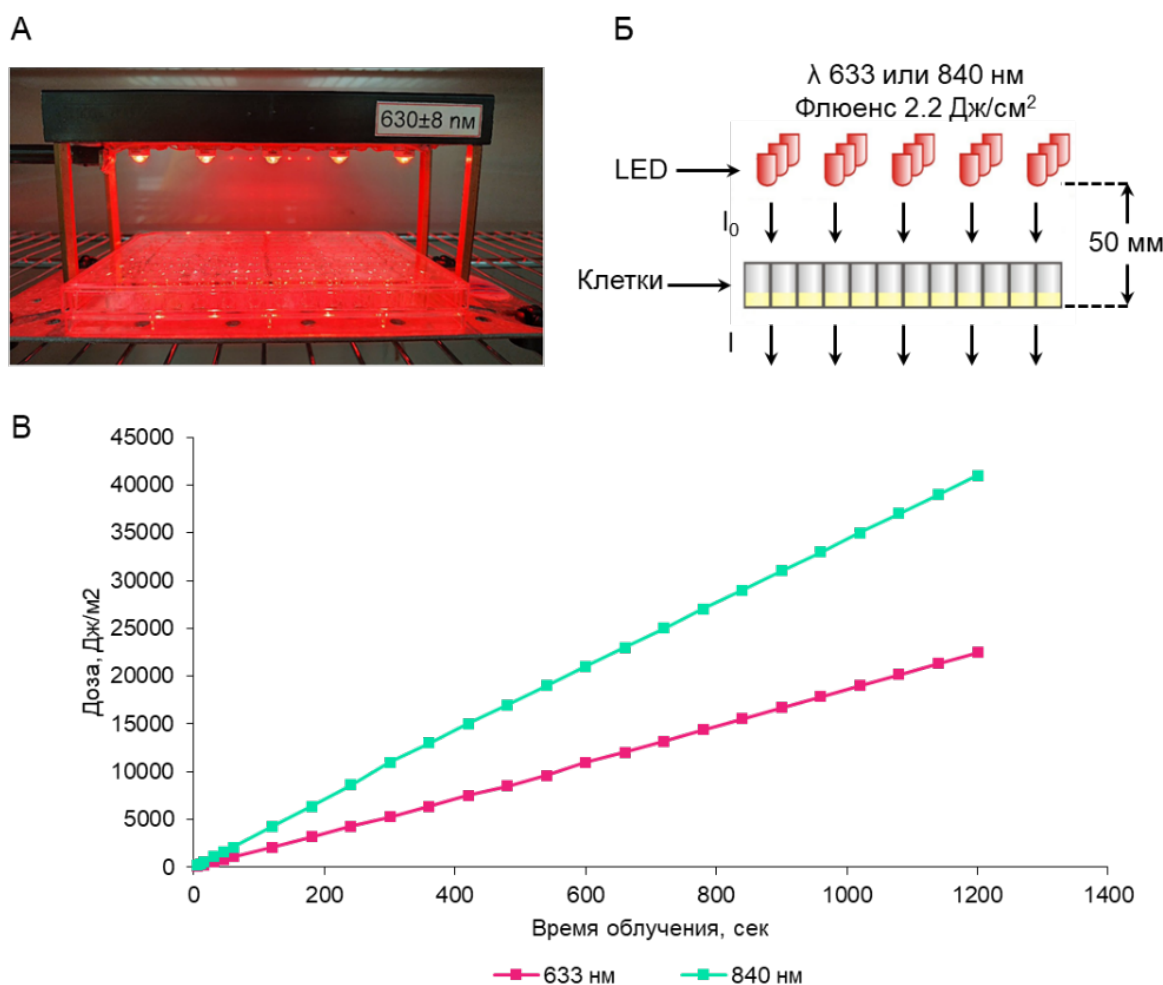 А
630±8 nm
Б
λ 633 или 840 нм
Флюенс 2.2 Дж/см²
LED
I₀
50 мм
Клетки
I
В
45000
40000
35000
30000
25000
20000
15000
10000
5000
0
Доза, Дж/м2
0 200 400 600 800 1000 1200 1400
Время облучения, сек
633 нм 840 нм